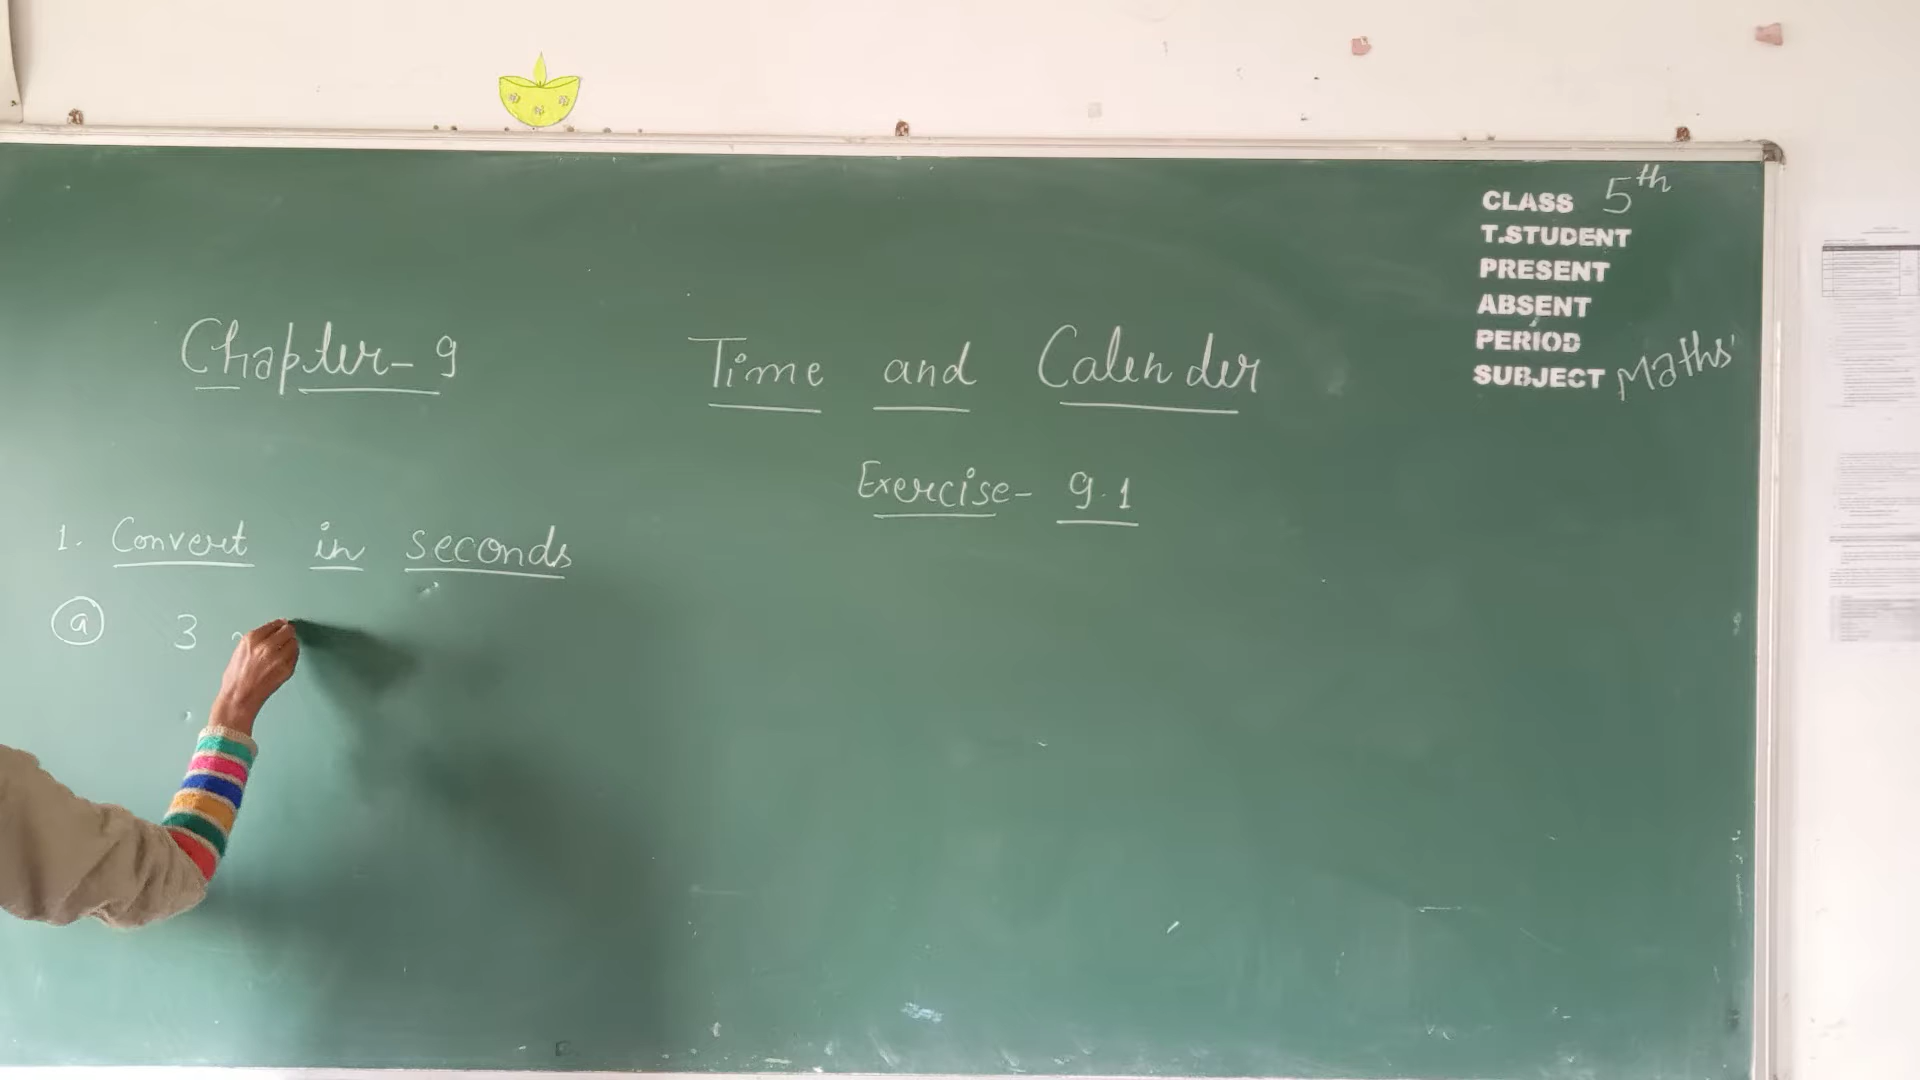 CLASS 5th
T.STUDENT
PRESENT
ABSENT
PERIOD
SUBJECT Maths
Chapter-9 Time and Calender
Exercise- 9.1
1. Convert in seconds
a 3